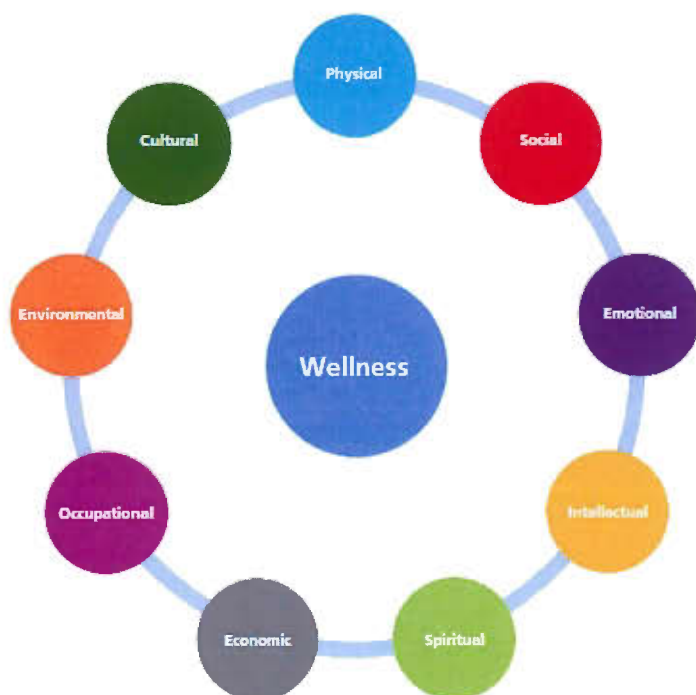 Physical
Social
Emotional
Intellectual
Spiritual
Economic
Occupational
Environmental
Cultural
Wellness